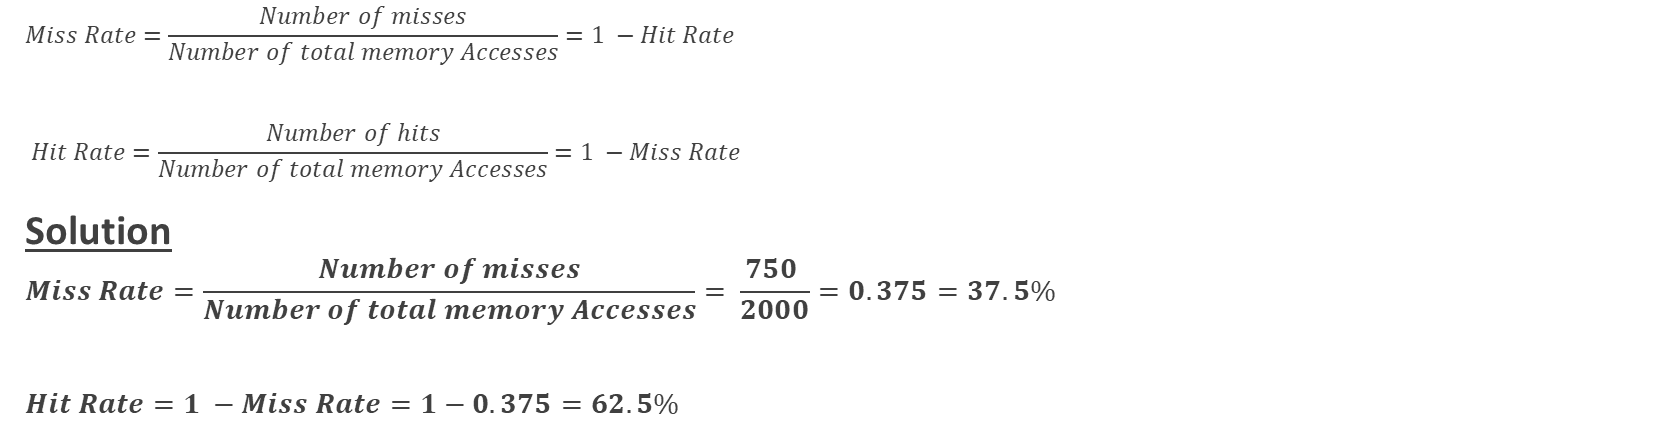 Miss Rate = Number of misses / Number of total memory Accesses = 1 − Hit Rate
Hit Rate = Number of hits / Number of total memory Accesses = 1 − Miss Rate
Solution
Miss Rate = Number of misses / Number of total memory Accesses = 750 / 2000 = 0.375 = 37.5%
Hit Rate = 1 − Miss Rate = 1 − 0.375 = 62.5%